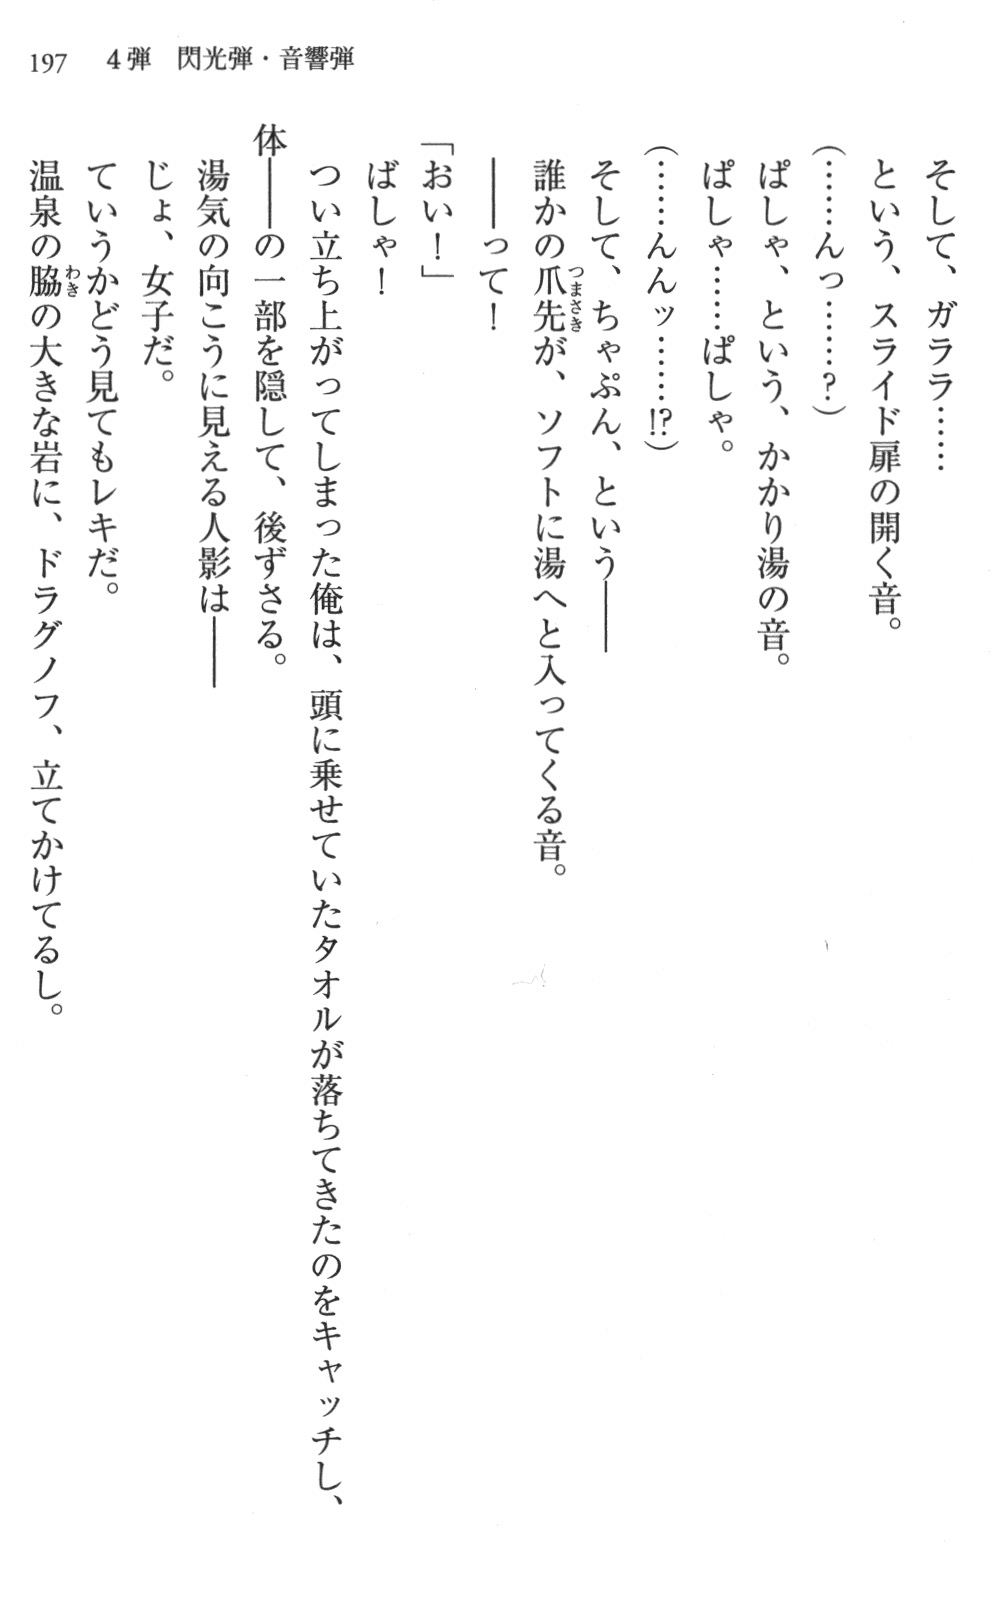 197　4弾　閃光弾・音響弾
そして、ガララ……
という、スライド扉の開く音。
(……んっ……?)
ぱしゃ、という、かかり湯の音。
ぱしゃ……ぱしゃ。
(……んんッ……!?)
そして、ちゃぷん、という――
誰かの爪先が、ソフトに湯へと入ってくる音。
つまさき
――って！
「おい！」
ばしゃ！
つい立ち上がってしまった俺は、頭に乗せていたタオルが落ちてきたのをキャッチし、
体――の一部を隠して、後ずさる。
湯気の向こうに見える人影は――
じょ、女子だ。
ていうかどう見てもレキだ。
温泉の脇の大きな岩に、ドラグノフ、立てかけてるし。
わき